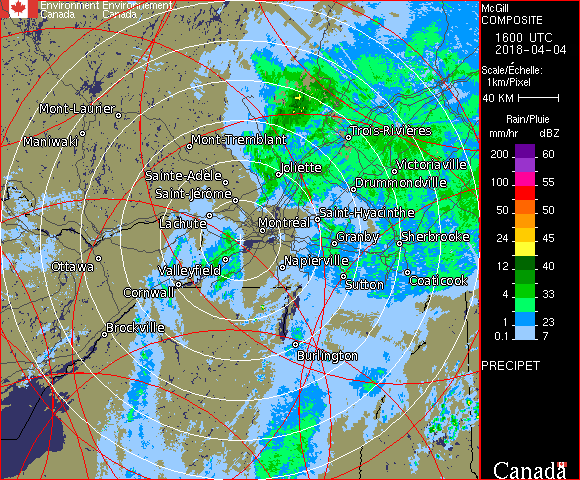 Environment Environnement
Canada Canada
McGill
COMPOSITE
1600 UTC
2018-04-04
Scale/Échelle:
1km/Pixel
40 KM
Rain/Pluie
mm/hr dBZ
200 60
100 55
50 50
24 45
12 40
4 33
1 23
0.1 7
PRECIPET
Canada
Mont-Laurier
Maniwaki
Mont-Tremblant
Trois-Rivières
Joliette
Victoriaville
Sainte-Adèle
Drummondville
Saint-Jérôme
Lachute
Saint-Hyacinthe
Montréal
Granby
Sherbrooke
Ottawa
Valleyfield
Napierville
Coaticook
Sutton
Cornwall
Brockville
Burlington